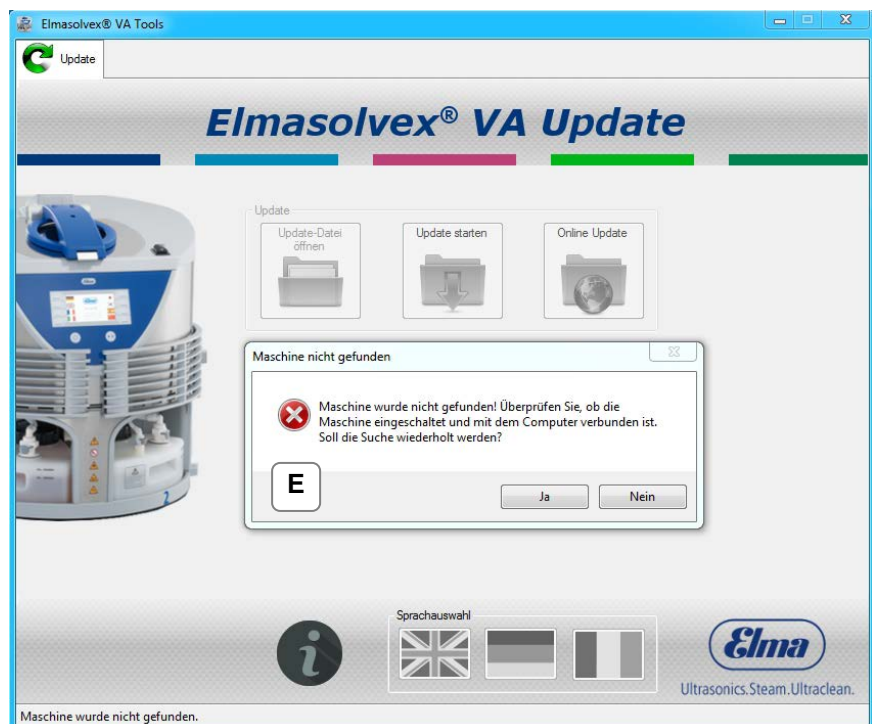 Elmasolvex® VA Tools
Update
Elmasolvex® VA Update
Update
Update-Datei
öffnen
Update starten
Online Update
Maschine nicht gefunden
Maschine wurde nicht gefunden! Überprüfen Sie, ob die
Maschine eingeschaltet und mit dem Computer verbunden ist.
Soll die Suche wiederholt werden?
E
Ja
Nein
2
Sprachauswahl
i
Elma
Ultrasonics.Steam.Ultraclean.
Maschine wurde nicht gefunden.